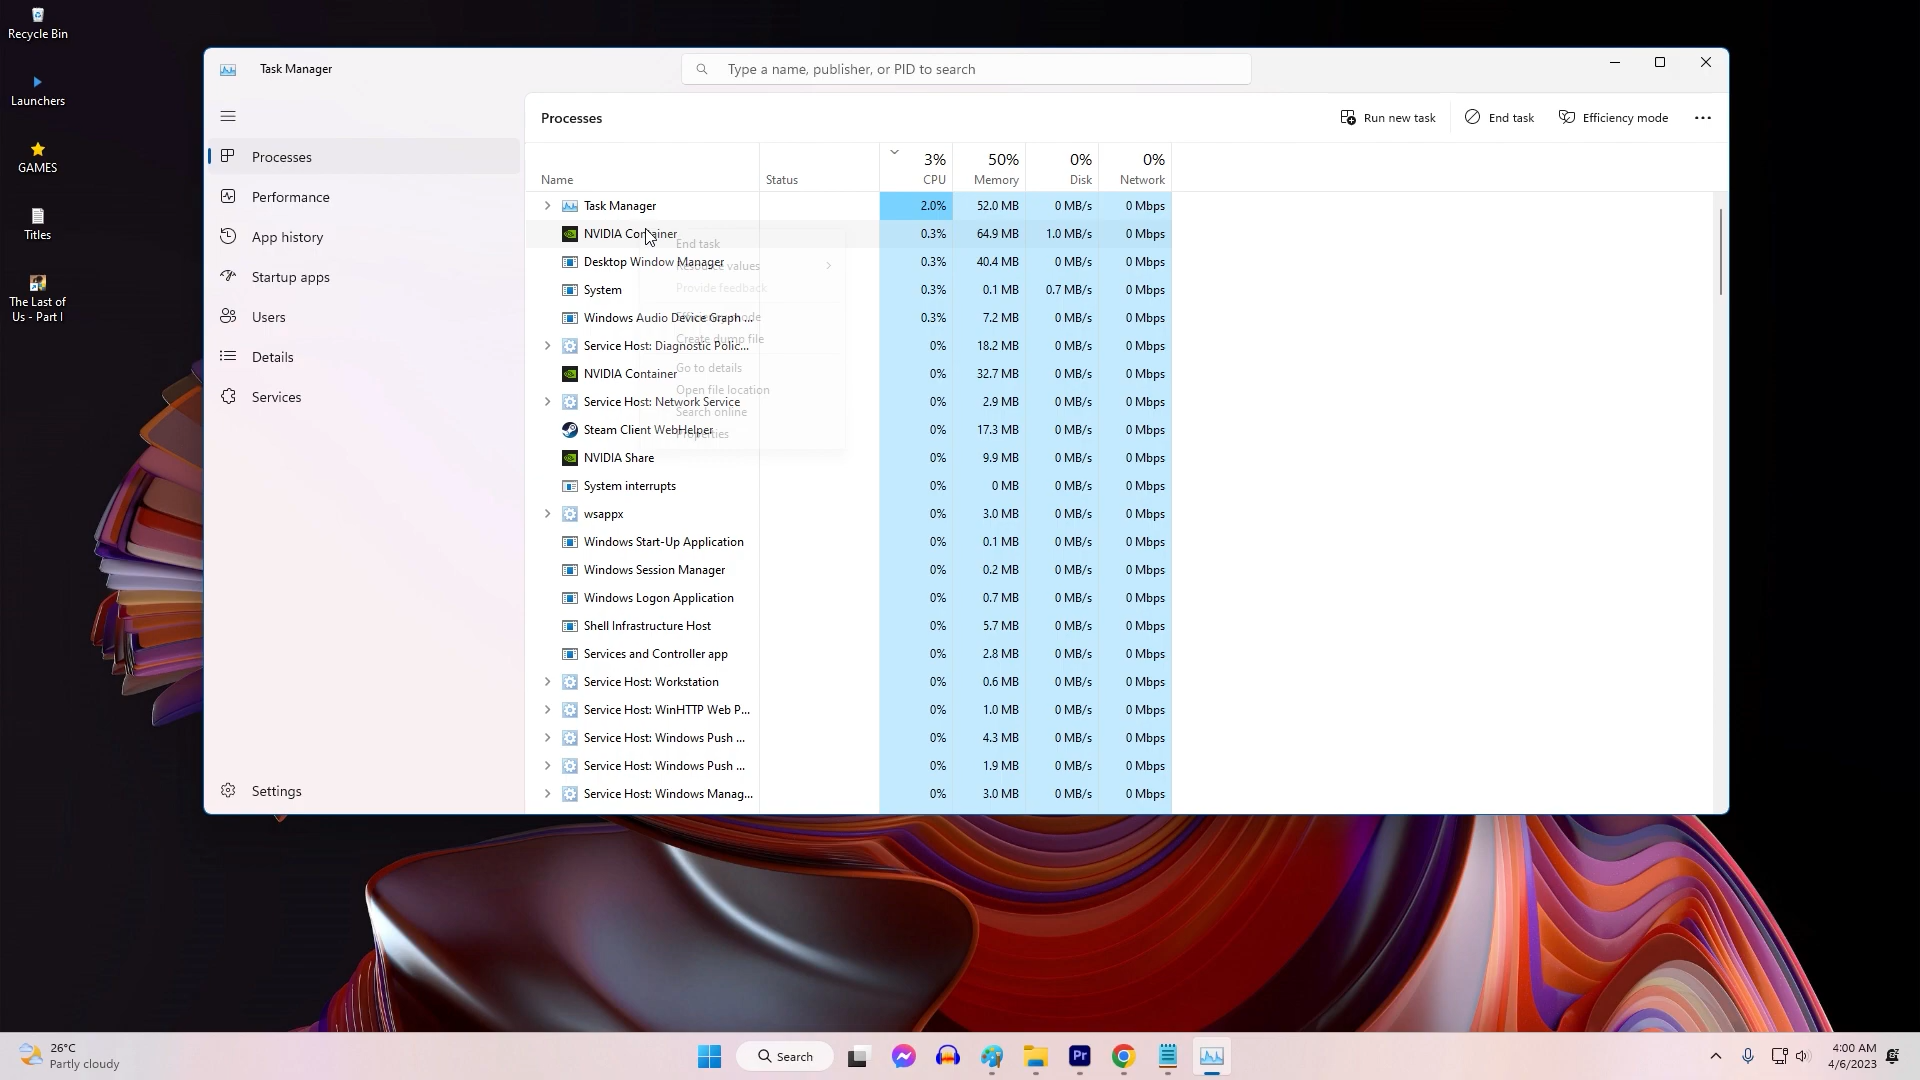 Recycle Bin
Launchers
GAMES
Titles
The Last of
Us - Part I
Task Manager
Type a name, publisher, or PID to search
Processes
Performance
App history
Startup apps
Users
Details
Services
Settings
Processes
Run new task
End task
Efficiency mode
Name
Status
3%
CPU
50%
Memory
0%
Disk
0%
Network
Task Manager 2.0% 52.0 MB 0 MB/s 0 Mbps
NVIDIA Container 0.3% 64.9 MB 1.0 MB/s 0 Mbps
Desktop Window Manager 0.3% 40.4 MB 0 MB/s 0 Mbps
System 0.3% 0.1 MB 0.7 MB/s 0 Mbps
Windows Audio Device Graph ... 0.3% 7.2 MB 0 MB/s 0 Mbps
Service Host: Diagnostic Polic... 0% 18.2 MB 0 MB/s 0 Mbps
NVIDIA Container 0% 32.7 MB 0 MB/s 0 Mbps
Service Host: Network Service 0% 2.9 MB 0 MB/s 0 Mbps
Steam Client WebHelper 0% 17.3 MB 0 MB/s 0 Mbps
NVIDIA Share 0% 9.9 MB 0 MB/s 0 Mbps
System interrupts 0% 0 MB 0 MB/s 0 Mbps
wsappx 0% 3.0 MB 0 MB/s 0 Mbps
Windows Start-Up Application 0% 0.1 MB 0 MB/s 0 Mbps
Windows Session Manager 0% 0.2 MB 0 MB/s 0 Mbps
Windows Logon Application 0% 0.7 MB 0 MB/s 0 Mbps
Shell Infrastructure Host 0% 5.7 MB 0 MB/s 0 Mbps
Services and Controller app 0% 2.8 MB 0 MB/s 0 Mbps
Service Host: Workstation 0% 0.6 MB 0 MB/s 0 Mbps
Service Host: WinHTTP Web P... 0% 1.0 MB 0 MB/s 0 Mbps
Service Host: Windows Push ... 0% 4.3 MB 0 MB/s 0 Mbps
Service Host: Windows Push ... 0% 1.9 MB 0 MB/s 0 Mbps
Service Host: Windows Manag... 0% 3.0 MB 0 MB/s 0 Mbps
End task
Resource values
Provide feedback
Efficiency mode
Create dump file
Go to details
Open file location
Search online
Properties
26°C
Partly cloudy
Search
Pr
4:00 AM
4/6/2023